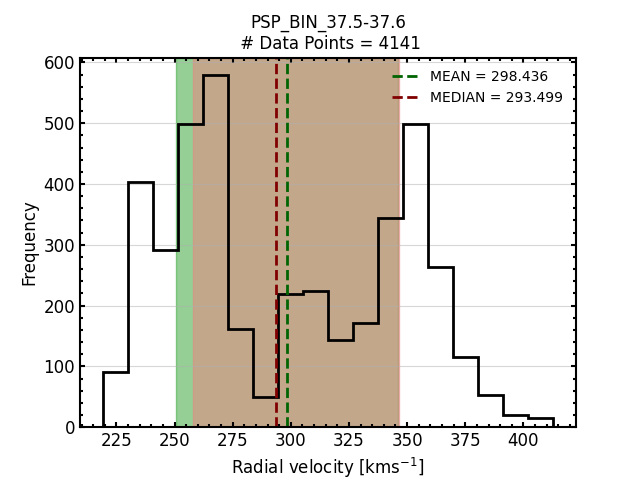 PSP_BIN_37.5-37.6
# Data Points = 4141
MEAN = 298.436
MEDIAN = 293.499
Frequency
600
500
400
300
200
100
0
225 250 275 300 325 350 375 400
Radial velocity [kms⁻¹]